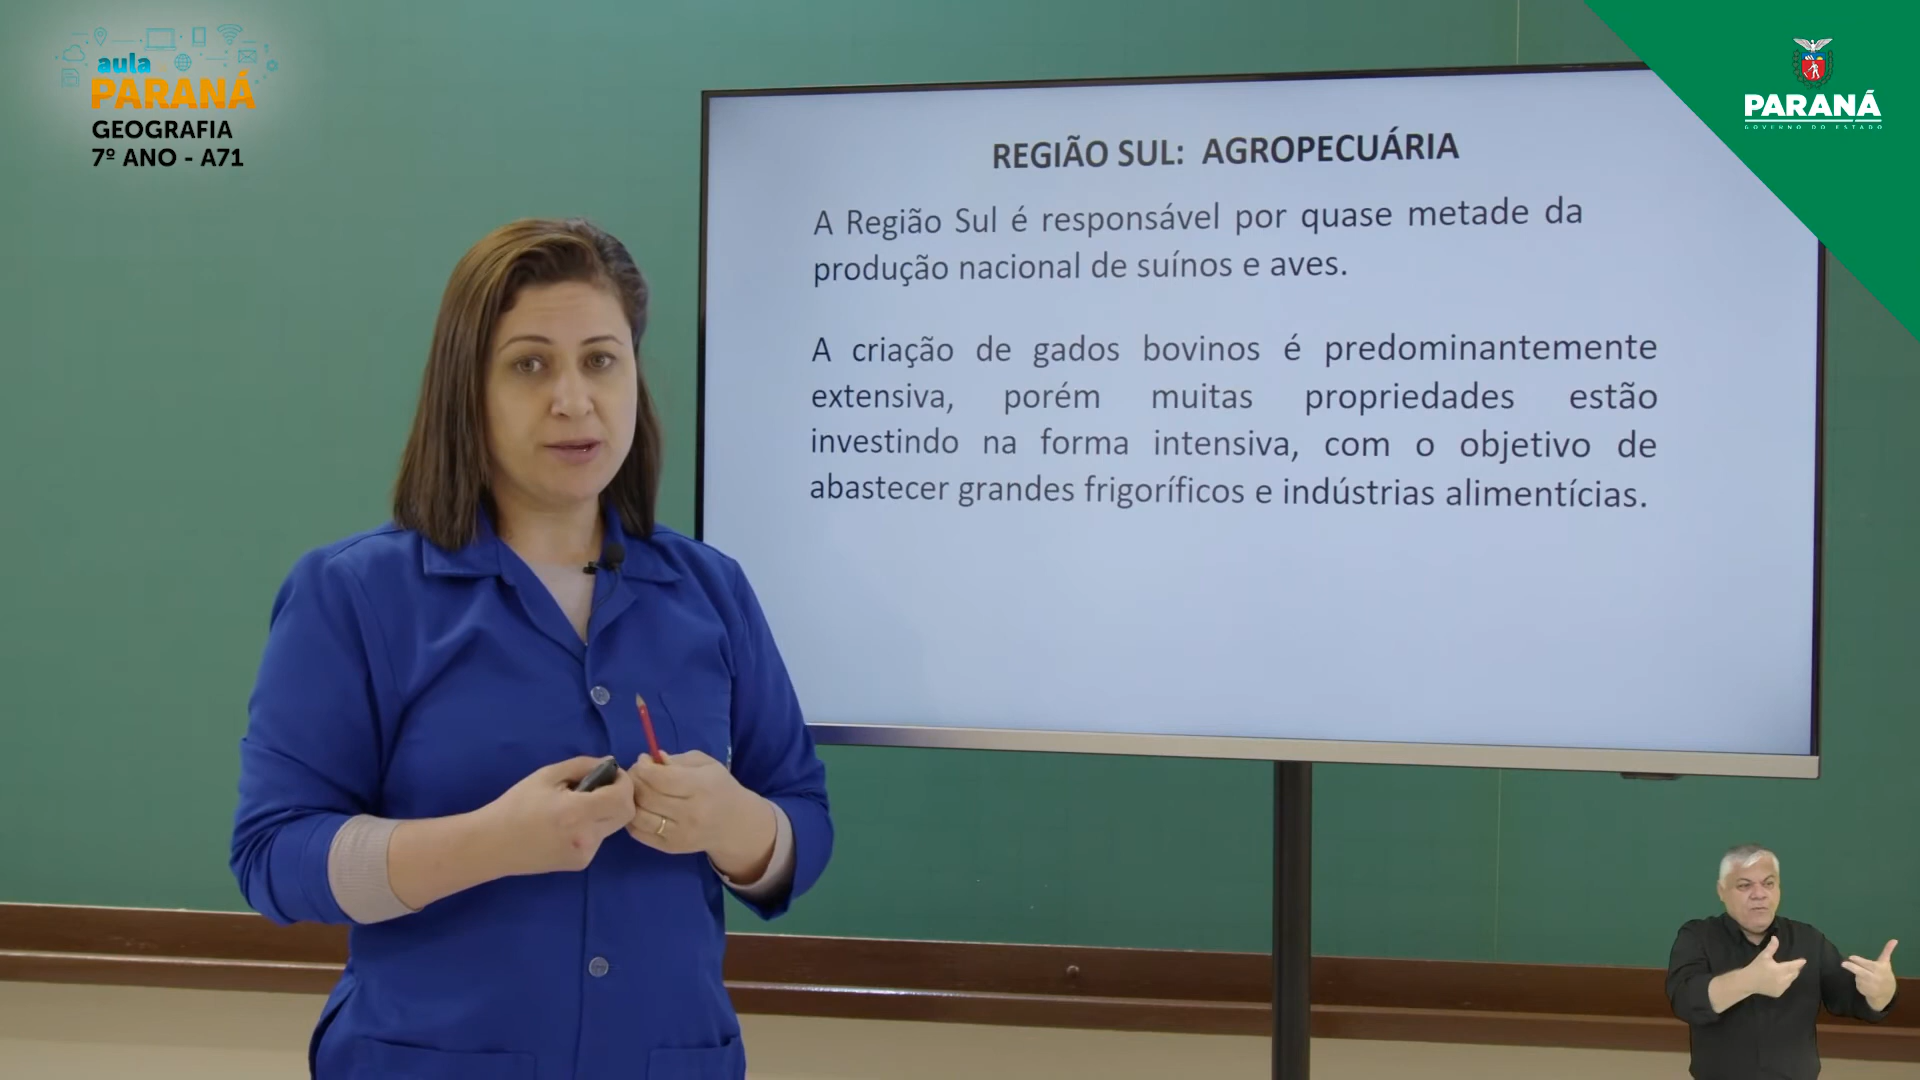 aula
PARANÁ
GEOGRAFIA
7º ANO - A71
PARANÁ
GOVERNO DO ESTADO
REGIÃO SUL: AGROPECUÁRIA
A Região Sul é responsável por quase metade da
produção nacional de suínos e aves.
A criação de gados bovinos é predominantemente
extensiva, porém muitas propriedades estão
investindo na forma intensiva, com o objetivo de
abastecer grandes frigoríficos e indústrias alimentícias.